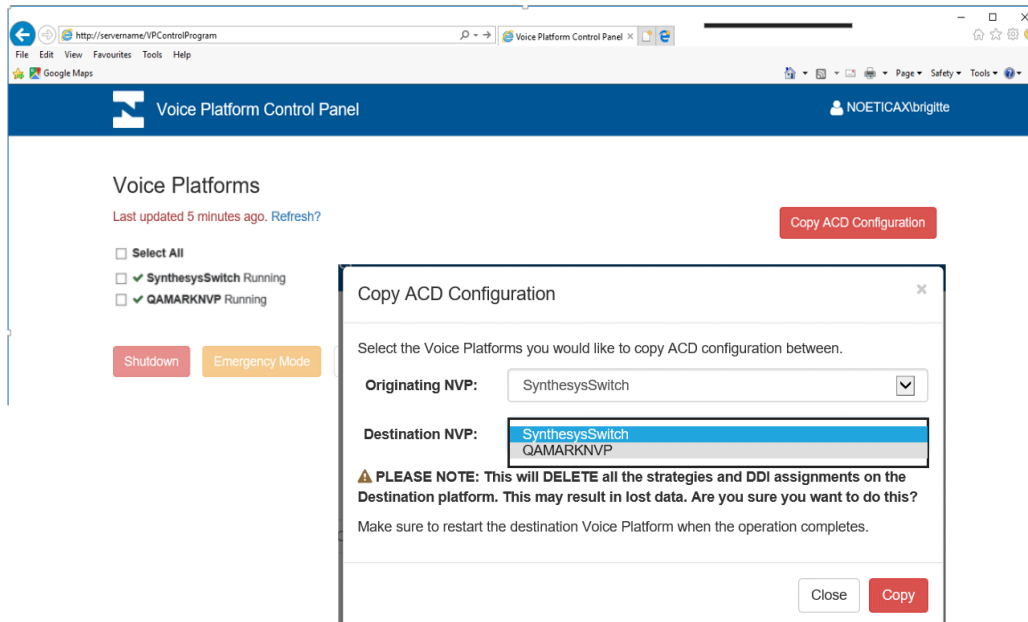 http://servername/VPControlProgram
Voice Platform Control Panel
File Edit View Favourites Tools Help
Google Maps
Page Safety Tools
Voice Platform Control Panel
NOETICAX\brigitte
Voice Platforms
Last updated 5 minutes ago. Refresh?
Copy ACD Configuration
Select All
SynthesysSwitch Running
QAMARKNVP Running
Shutdown
Emergency Mode
Copy ACD Configuration
Select the Voice Platforms you would like to copy ACD configuration between.
Originating NVP: SynthesysSwitch
Destination NVP: SynthesysSwitch
QAMARKNVP
PLEASE NOTE: This will DELETE all the strategies and DDI assignments on the
Destination platform. This may result in lost data. Are you sure you want to do this?
Make sure to restart the destination Voice Platform when the operation completes.
Close Copy